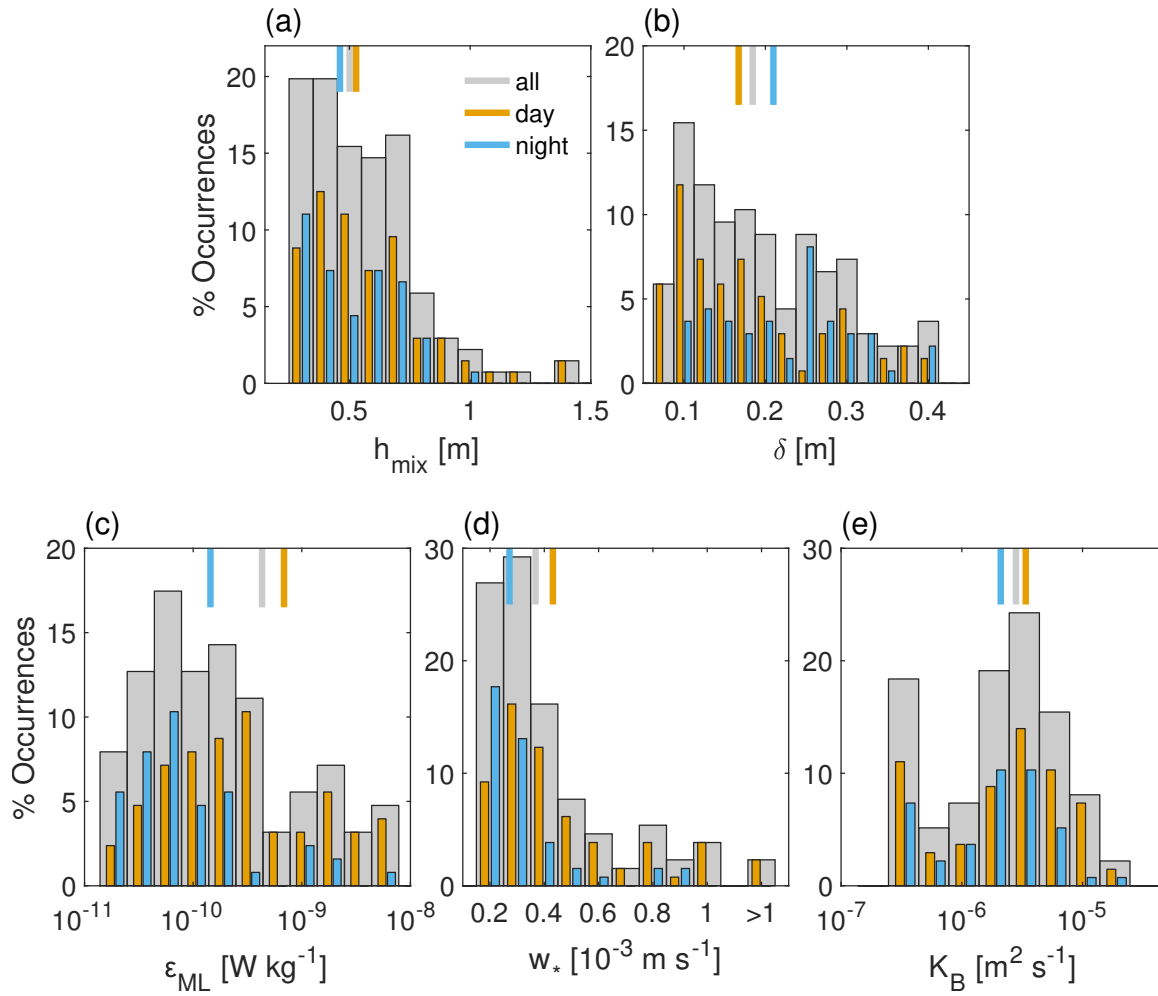 (a)
(b)
% Occurrences
20
15
10
5
0
all
day
night
0.5
1
1.5
h_mix [m]
20
15
10
5
0
0.1
0.2
0.3
0.4
δ [m]
(c)
(d)
(e)
% Occurrences
20
15
10
5
0
10^-11
10^-10
10^-9
10^-8
ε_ML [W kg^-1]
30
20
10
0
0.2
0.4
0.6
0.8
1
>1
w_* [10^-3 m s^-1]
30
20
10
0
10^-7
10^-6
10^-5
K_B [m^2 s^-1]